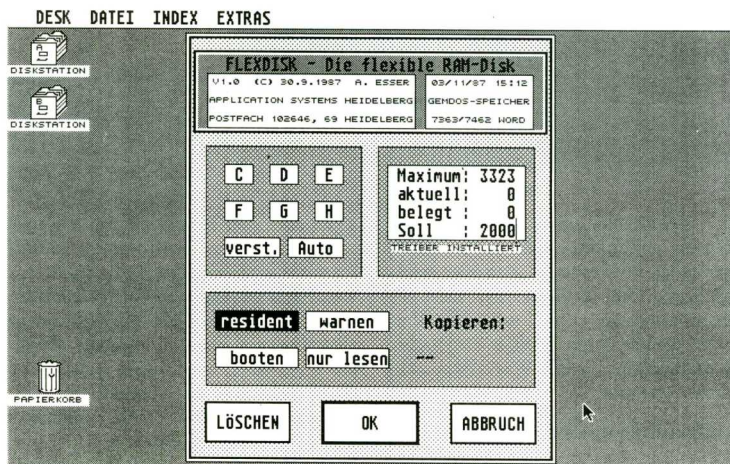 DESK DATEI INDEX EXTRAS
A
DISKSTATION
B
DISKSTATION
PAPIERKORB
FLEXDISK - Die flexible RAM-Disk
V1.0 (C) 30.9.1987 A. ESSER
APPLICATION SYSTEMS HEIDELBERG
POSTFACH 102646, 69 HEIDELBERG
03/11/87 15:12
GEMDOS-SPEICHER
7363/7462 WORD
C D E
F G H
verst. Auto
Maximum: 3323
aktuell: 0
belegt : 0
Soll : 2000
TREIBER INSTALLIERT
resident warnen Kopieren:
booten nur lesen --
LÖSCHEN OK ABBRUCH